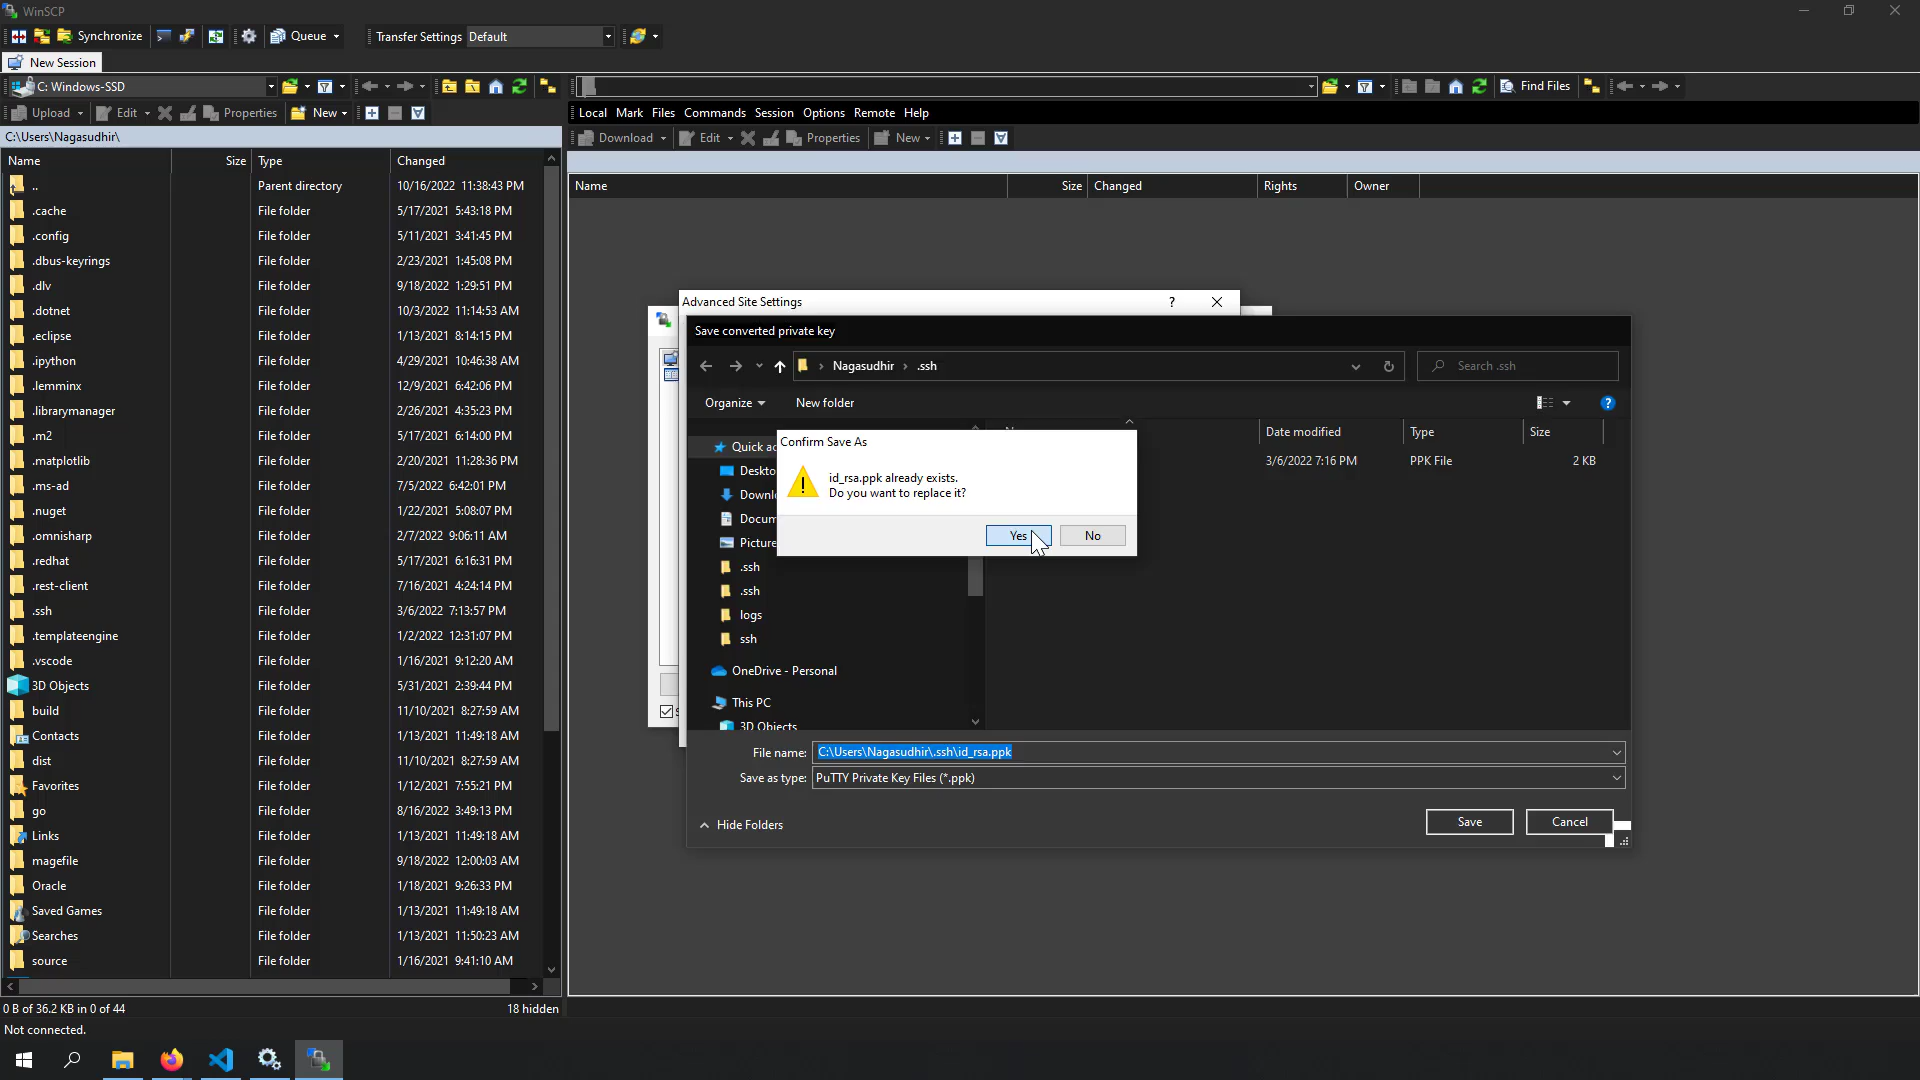 WinSCP
Synchronize
Queue
Transfer Settings Default
New Session
C: Windows-SSD
Find Files
Upload
Edit
Properties
New
Local Mark Files Commands Session Options Remote Help
Download
Edit
Properties
New
C:\Users\Nagasudhir\
Name Size Type Changed
.. Parent directory 10/16/2022 11:38:43 PM
.cache File folder 5/17/2021 5:43:18 PM
.config File folder 5/11/2021 3:41:45 PM
.dbus-keyrings File folder 2/23/2021 1:45:08 PM
.dlv File folder 9/18/2022 1:29:51 PM
.dotnet File folder 10/3/2022 11:14:53 AM
.eclipse File folder 1/13/2021 8:14:15 PM
.ipython File folder 4/29/2021 10:46:38 AM
.lemminx File folder 12/9/2021 6:42:06 PM
.librarymanager File folder 2/26/2021 4:35:23 PM
.m2 File folder 5/17/2021 6:14:00 PM
.matplotlib File folder 2/20/2021 11:28:36 PM
.ms-ad File folder 7/5/2022 6:42:01 PM
.nuget File folder 1/22/2021 5:08:07 PM
.omnisharp File folder 2/7/2022 9:06:11 AM
.redhat File folder 5/17/2021 6:16:31 PM
.rest-client File folder 7/16/2021 4:24:14 PM
.ssh File folder 3/6/2022 7:13:57 PM
.templateengine File folder 1/2/2022 12:31:07 PM
.vscode File folder 1/16/2021 9:12:20 AM
3D Objects File folder 5/31/2021 2:39:44 PM
build File folder 11/10/2021 8:27:59 AM
Contacts File folder 1/13/2021 11:49:18 AM
dist File folder 11/10/2021 8:27:59 AM
Favorites File folder 1/12/2021 7:55:21 PM
go File folder 8/16/2022 3:49:13 PM
Links File folder 1/13/2021 11:49:18 AM
magefile File folder 9/18/2022 12:00:03 AM
Oracle File folder 1/18/2021 9:26:33 PM
Saved Games File folder 1/13/2021 11:49:18 AM
Searches File folder 1/13/2021 11:50:23 AM
source File folder 1/16/2021 9:41:10 AM
0 B of 36.2 KB in 0 of 44
18 hidden
Not connected.
Name Size Changed Rights Owner
Advanced Site Settings
?
Save converted private key
Nagasudhir › .ssh
Search .ssh
Organize
New folder
Date modified Type Size
3/6/2022 7:16 PM PPK File 2 KB
Quick ac
Deskto
Downl
Docum
Picture
.ssh
.ssh
logs
ssh
OneDrive - Personal
This PC
3D Objects
Confirm Save As
id_rsa.ppk already exists.
Do you want to replace it?
Yes
No
File name: C:\Users\Nagasudhir\.ssh\id_rsa.ppk
Save as type: PuTTY Private Key Files (*.ppk)
Hide Folders
Save
Cancel